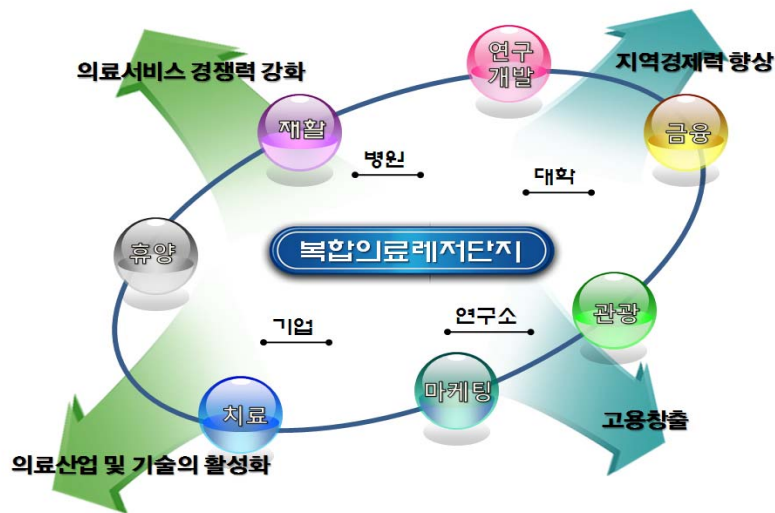 연구
개발
의료서비스 경쟁력 강화
지역경제력 향상
재활
금융
병원
대학
휴양
복합의료레저단지
관광
기업
연구소
마케팅
치료
고용창출
의료산업 및 기술의 활성화